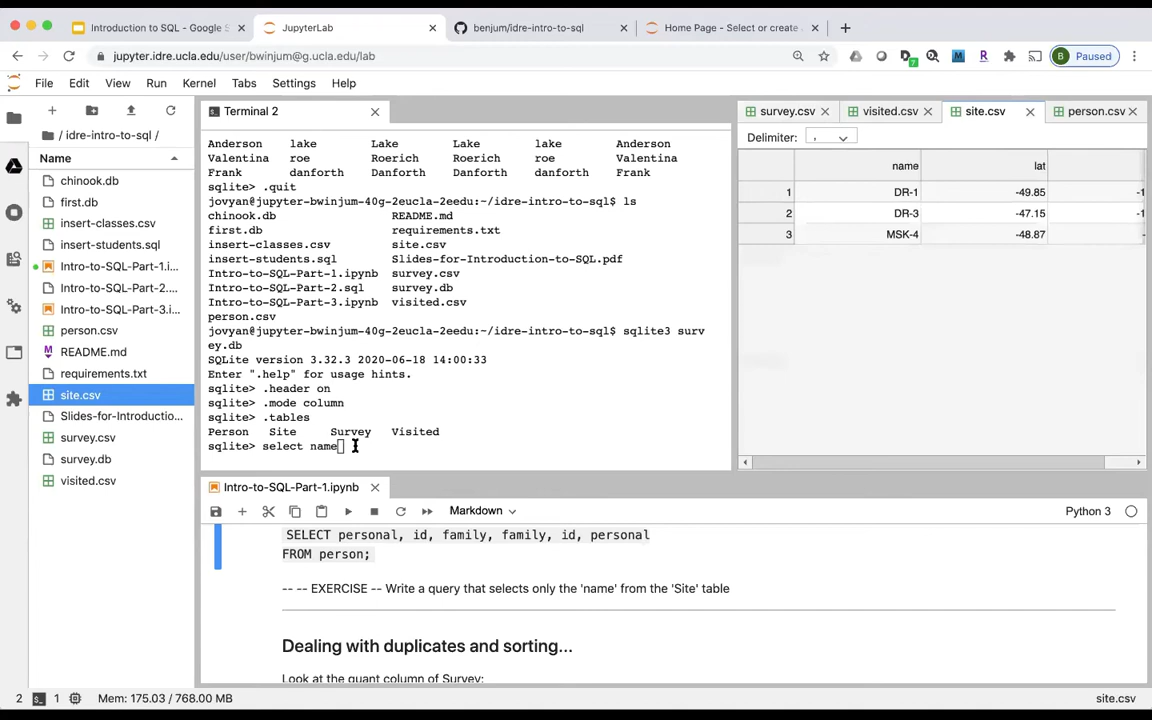 Introduction to SQL - Google S
JupyterLab
benjum/idre-intro-to-sql
Home Page - Select or create
jupyter.idre.ucla.edu/user/bwinjum@g.ucla.edu/lab
7
M
R
B
Paused
File Edit View Run Kernel Tabs Settings Help
/ idre-intro-to-sql /
Name
chinook.db
first.db
insert-classes.csv
insert-students.sql
Intro-to-SQL-Part-1.i...
Intro-to-SQL-Part-2....
Intro-to-SQL-Part-3.i...
person.csv
README.md
requirements.txt
site.csv
Slides-for-Introductio...
survey.csv
survey.db
visited.csv
Terminal 2
Anderson lake Lake Lake lake Anderson
Valentina roe Roerich Roerich roe Valentina
Frank danforth Danforth Danforth danforth Frank
sqlite> .quit
jovyan@jupyter-bwinjum-40g-2eucla-2eedu:~/idre-intro-to-sql$ ls
chinook.db README.md
first.db requirements.txt
insert-classes.csv site.csv
insert-students.sql Slides-for-Introduction-to-SQL.pdf
Intro-to-SQL-Part-1.ipynb survey.csv
Intro-to-SQL-Part-2.sql survey.db
Intro-to-SQL-Part-3.ipynb visited.csv
person.csv
jovyan@jupyter-bwinjum-40g-2eucla-2eedu:~/idre-intro-to-sql$ sqlite3 surv
ey.db
SQLite version 3.32.3 2020-06-18 14:00:33
Enter ".help" for usage hints.
sqlite> .header on
sqlite> .mode column
sqlite> .tables
Person Site Survey Visited
sqlite> select name
survey.csv
visited.csv
site.csv
person.csv
Delimiter: ,
name lat
1 DR-1 -49.85 -1
2 DR-3 -47.15 -1
3 MSK-4 -48.87 -
Intro-to-SQL-Part-1.ipynb
Markdown
Python 3
SELECT personal, id, family, family, id, personal
FROM person;
-- -- EXERCISE -- Write a query that selects only the 'name' from the 'Site' table
Dealing with duplicates and sorting...
Look at the quant column of Survey:
2 1 Mem: 175.03 / 768.00 MB
site.csv